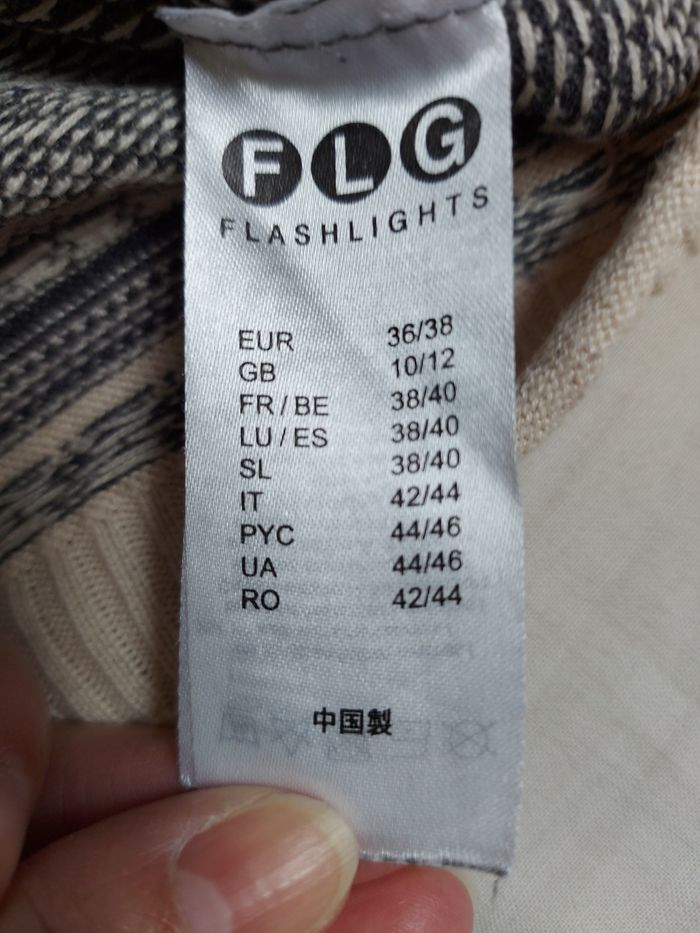 FLG
FLASHLIGHTS
EUR 36/38
GB 10/12
FR/BE 38/40
LU/ES 38/40
SL 38/40
IT 42/44
PYC 44/46
UA 44/46
RO 42/44
中国製